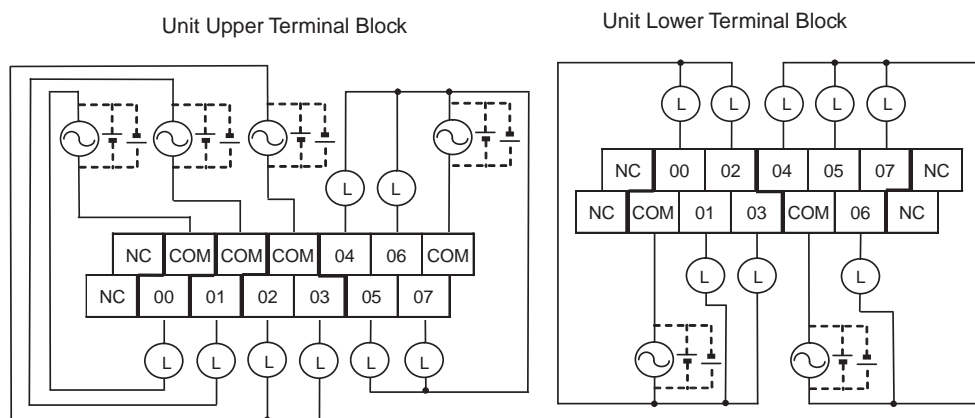 Unit Upper Terminal Block
L L
NC COM COM COM 04 06 COM
NC 00 01 02 03 05 07
L L L L L L
Unit Lower Terminal Block
L L L L L
NC 00 02 04 05 07 NC
NC COM 01 03 COM 06 NC
L L L